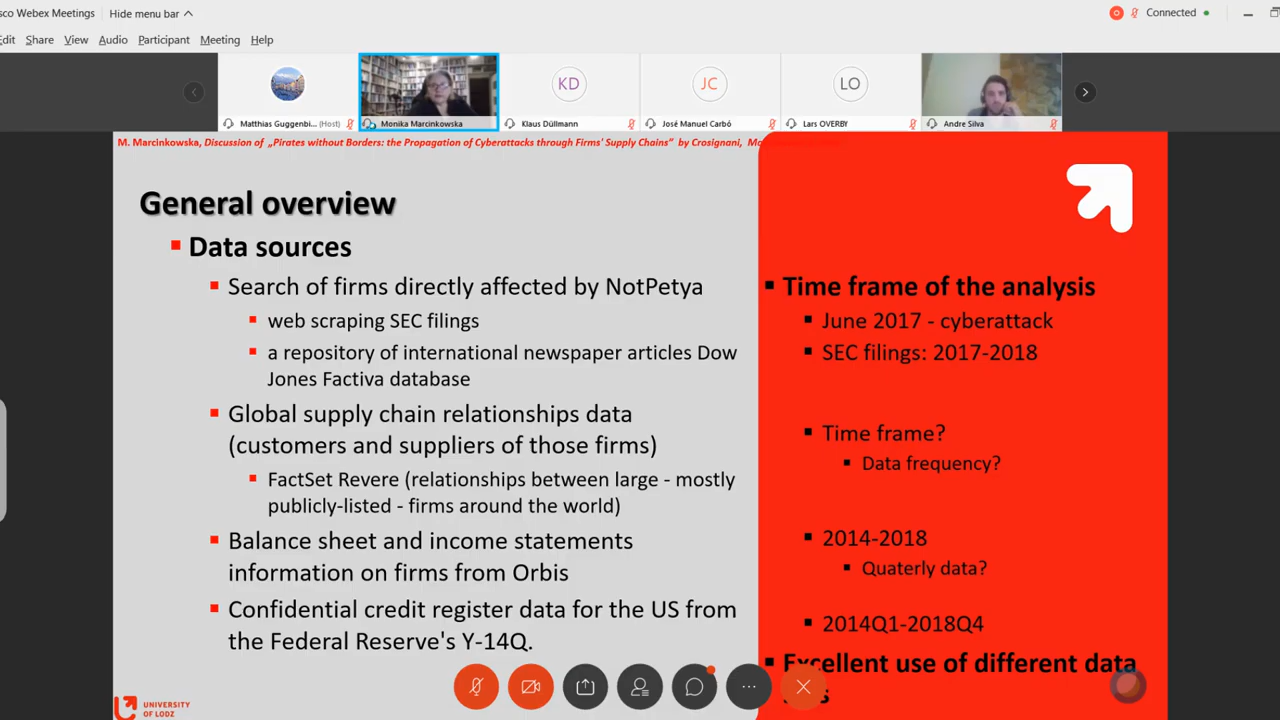 sco Webex Meetings
Hide menu bar
Connected
Edit Share View Audio Participant Meeting Help
Matthias Guggenbi... (Host)
Monika Marcinkowska
KD
Klaus Düllmann
JC
José Manuel Carbó
LO
Lars OVERBY
Andre Silva
M. Marcinkowska, Discussion of „Pirates without Borders: the Propagation of Cyberattacks through Firms' Supply Chains" by Crosignani,
General overview
Data sources
Search of firms directly affected by NotPetya
web scraping SEC filings
a repository of international newspaper articles Dow
Jones Factiva database
Global supply chain relationships data
(customers and suppliers of those firms)
FactSet Revere (relationships between large - mostly
publicly-listed - firms around the world)
Balance sheet and income statements
information on firms from Orbis
Confidential credit register data for the US from
the Federal Reserve's Y-14Q.
Time frame of the analysis
June 2017 - cyberattack
SEC filings: 2017-2018
Time frame?
Data frequency?
2014-2018
Quaterly data?
2014Q1-2018Q4
Excellent use of different data
UNIVERSITY
OF LODZ